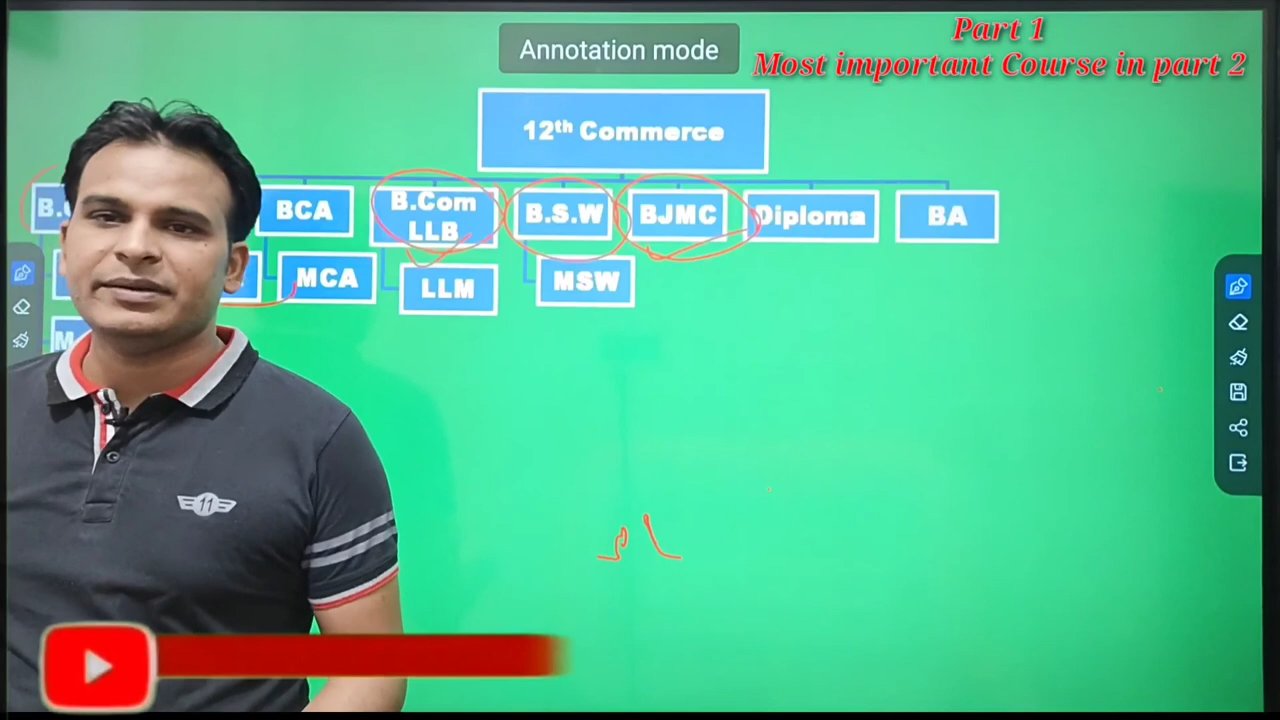 Part 1
Most important Course in part 2
Annotation mode
12th Commerce
BCA
B.Com
LLB
B.S.W
BJMC
Diploma
BA
MCA
LLM
MSW
11